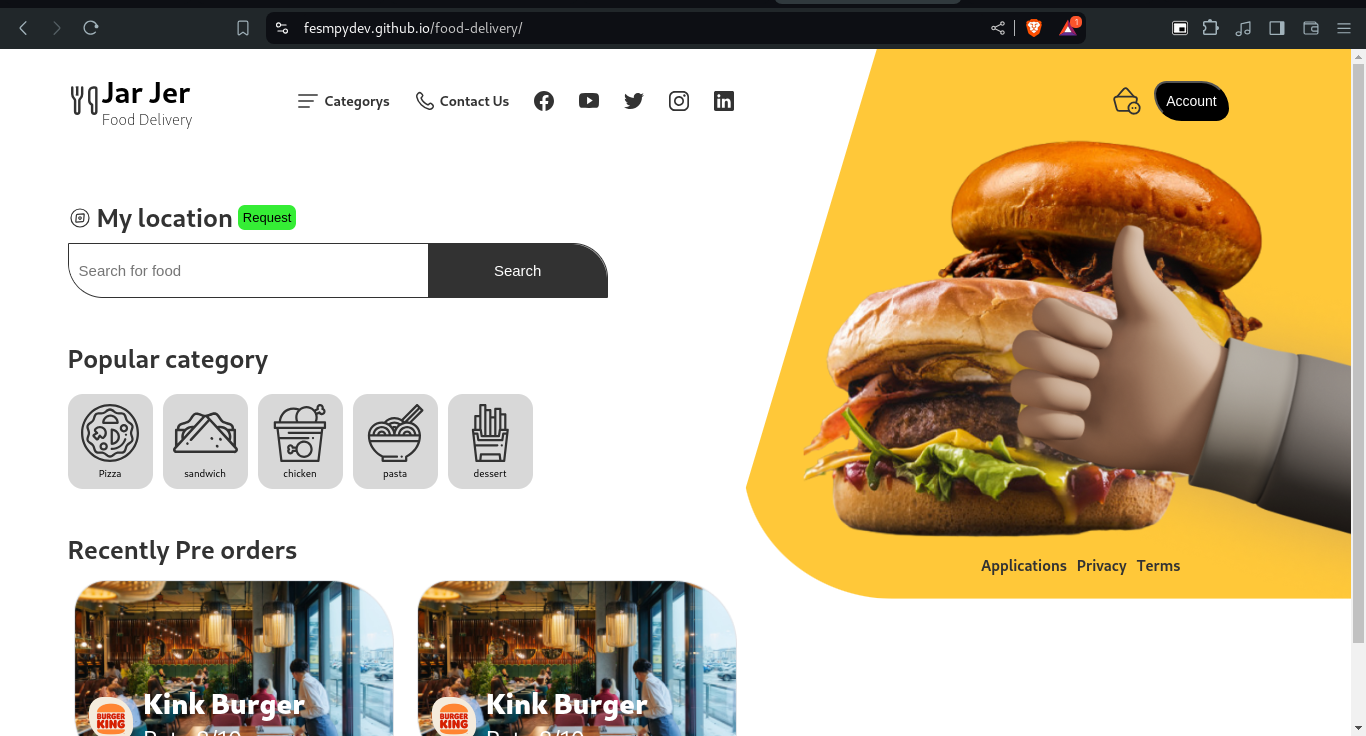 fesmpydev.github.io/food-delivery/
Jar Jer
Food Delivery
Categorys
Contact Us
Account
My location
Request
Search for food
Search
Popular category
Pizza
sandwich
chicken
pasta
dessert
Recently Pre orders
Applications Privacy Terms
Kink Burger
BURGER
KING
Kink Burger
BURGER
KING